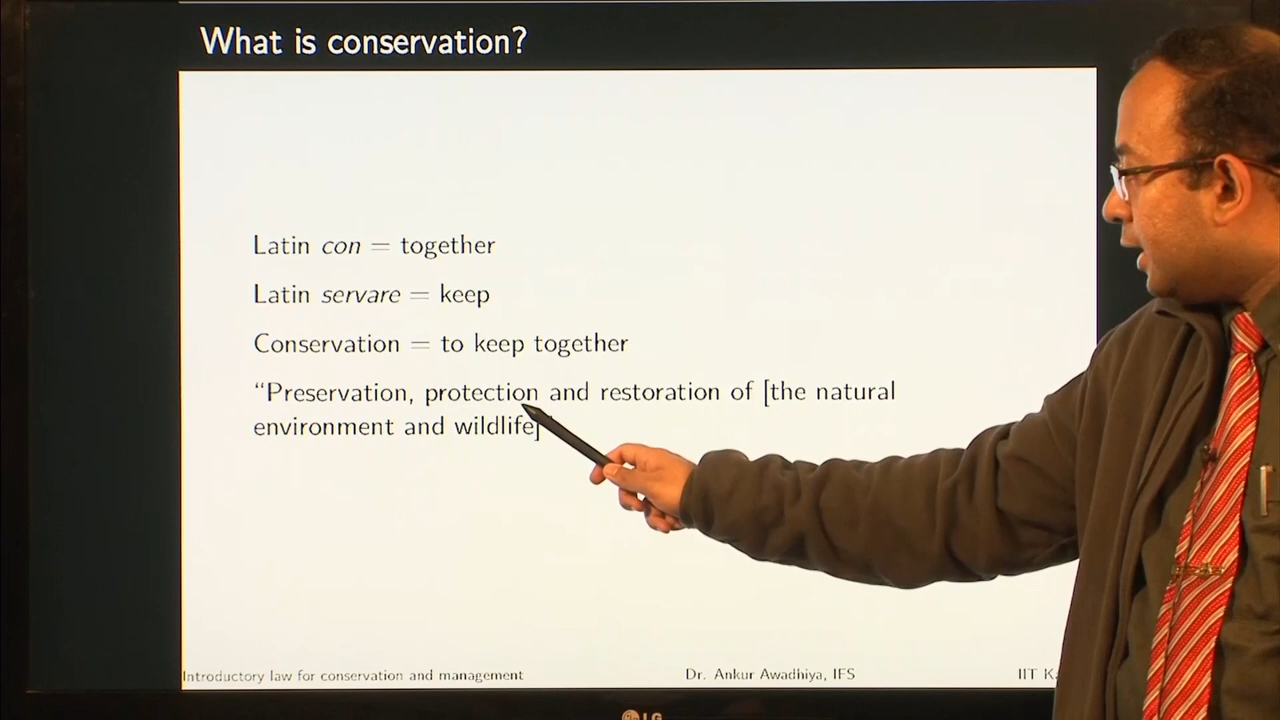 What is conservation?
Latin con = together
Latin servare = keep
Conservation = to keep together
“Preservation, protection and restoration of [the natural
environment and wildlife]
Introductory law for conservation and management
Dr. Ankur Awadhiya, IFS
IIT
LG